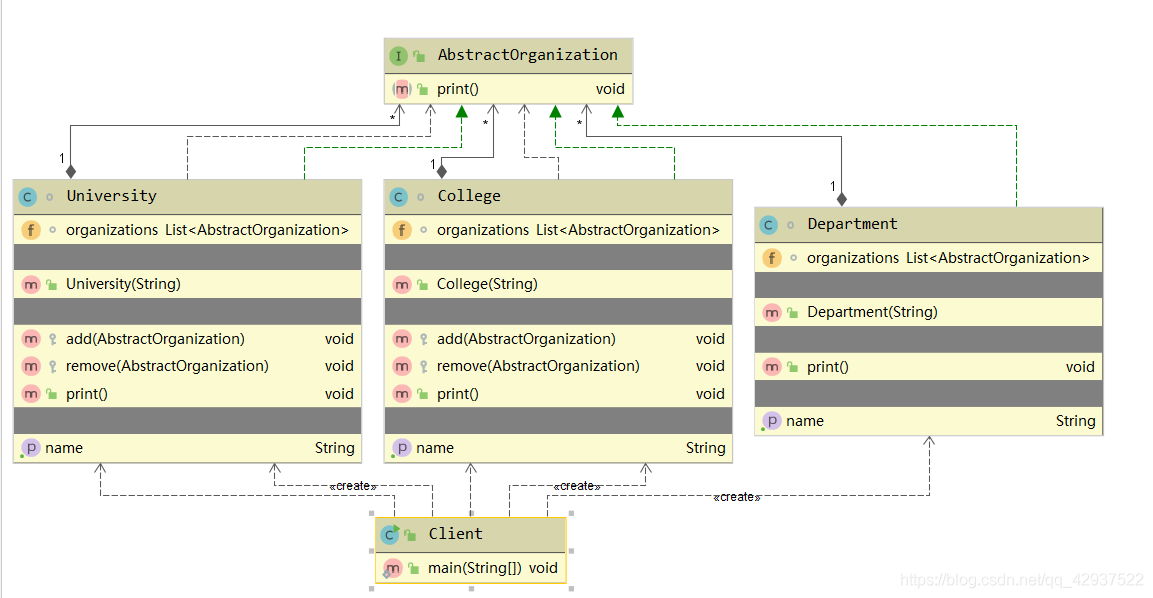 I AbstractOrganization
m print() void
* * *
1 1 1
C University
f organizations List<AbstractOrganization>
m University(String)
m add(AbstractOrganization) void
m remove(AbstractOrganization) void
m print() void
p name String
C College
f organizations List<AbstractOrganization>
m College(String)
m add(AbstractOrganization) void
m remove(AbstractOrganization) void
m print() void
p name String
C Department
f organizations List<AbstractOrganization>
m Department(String)
m print() void
p name String
«create» «create» «create»
C Client
m main(String[]) void
https://blog.csdn.net/qq_42937522